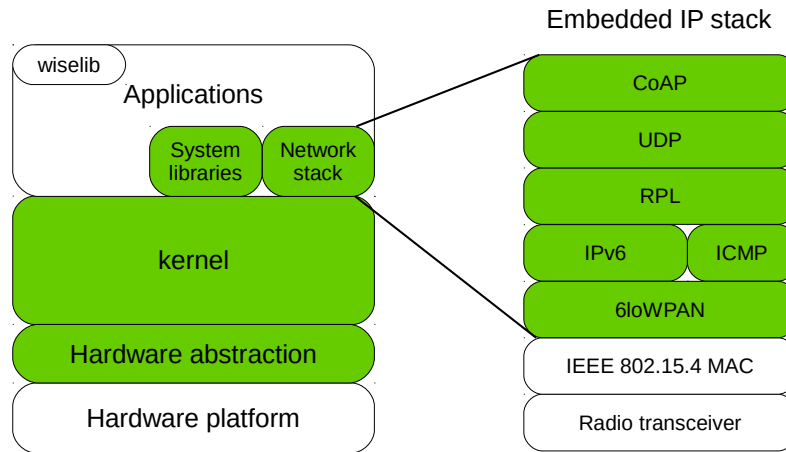 wiselib
Applications
System
libraries
Network
stack
kernel
Hardware abstraction
Hardware platform
Embedded IP stack
CoAP
UDP
RPL
IPv6
ICMP
6loWPAN
IEEE 802.15.4 MAC
Radio transceiver